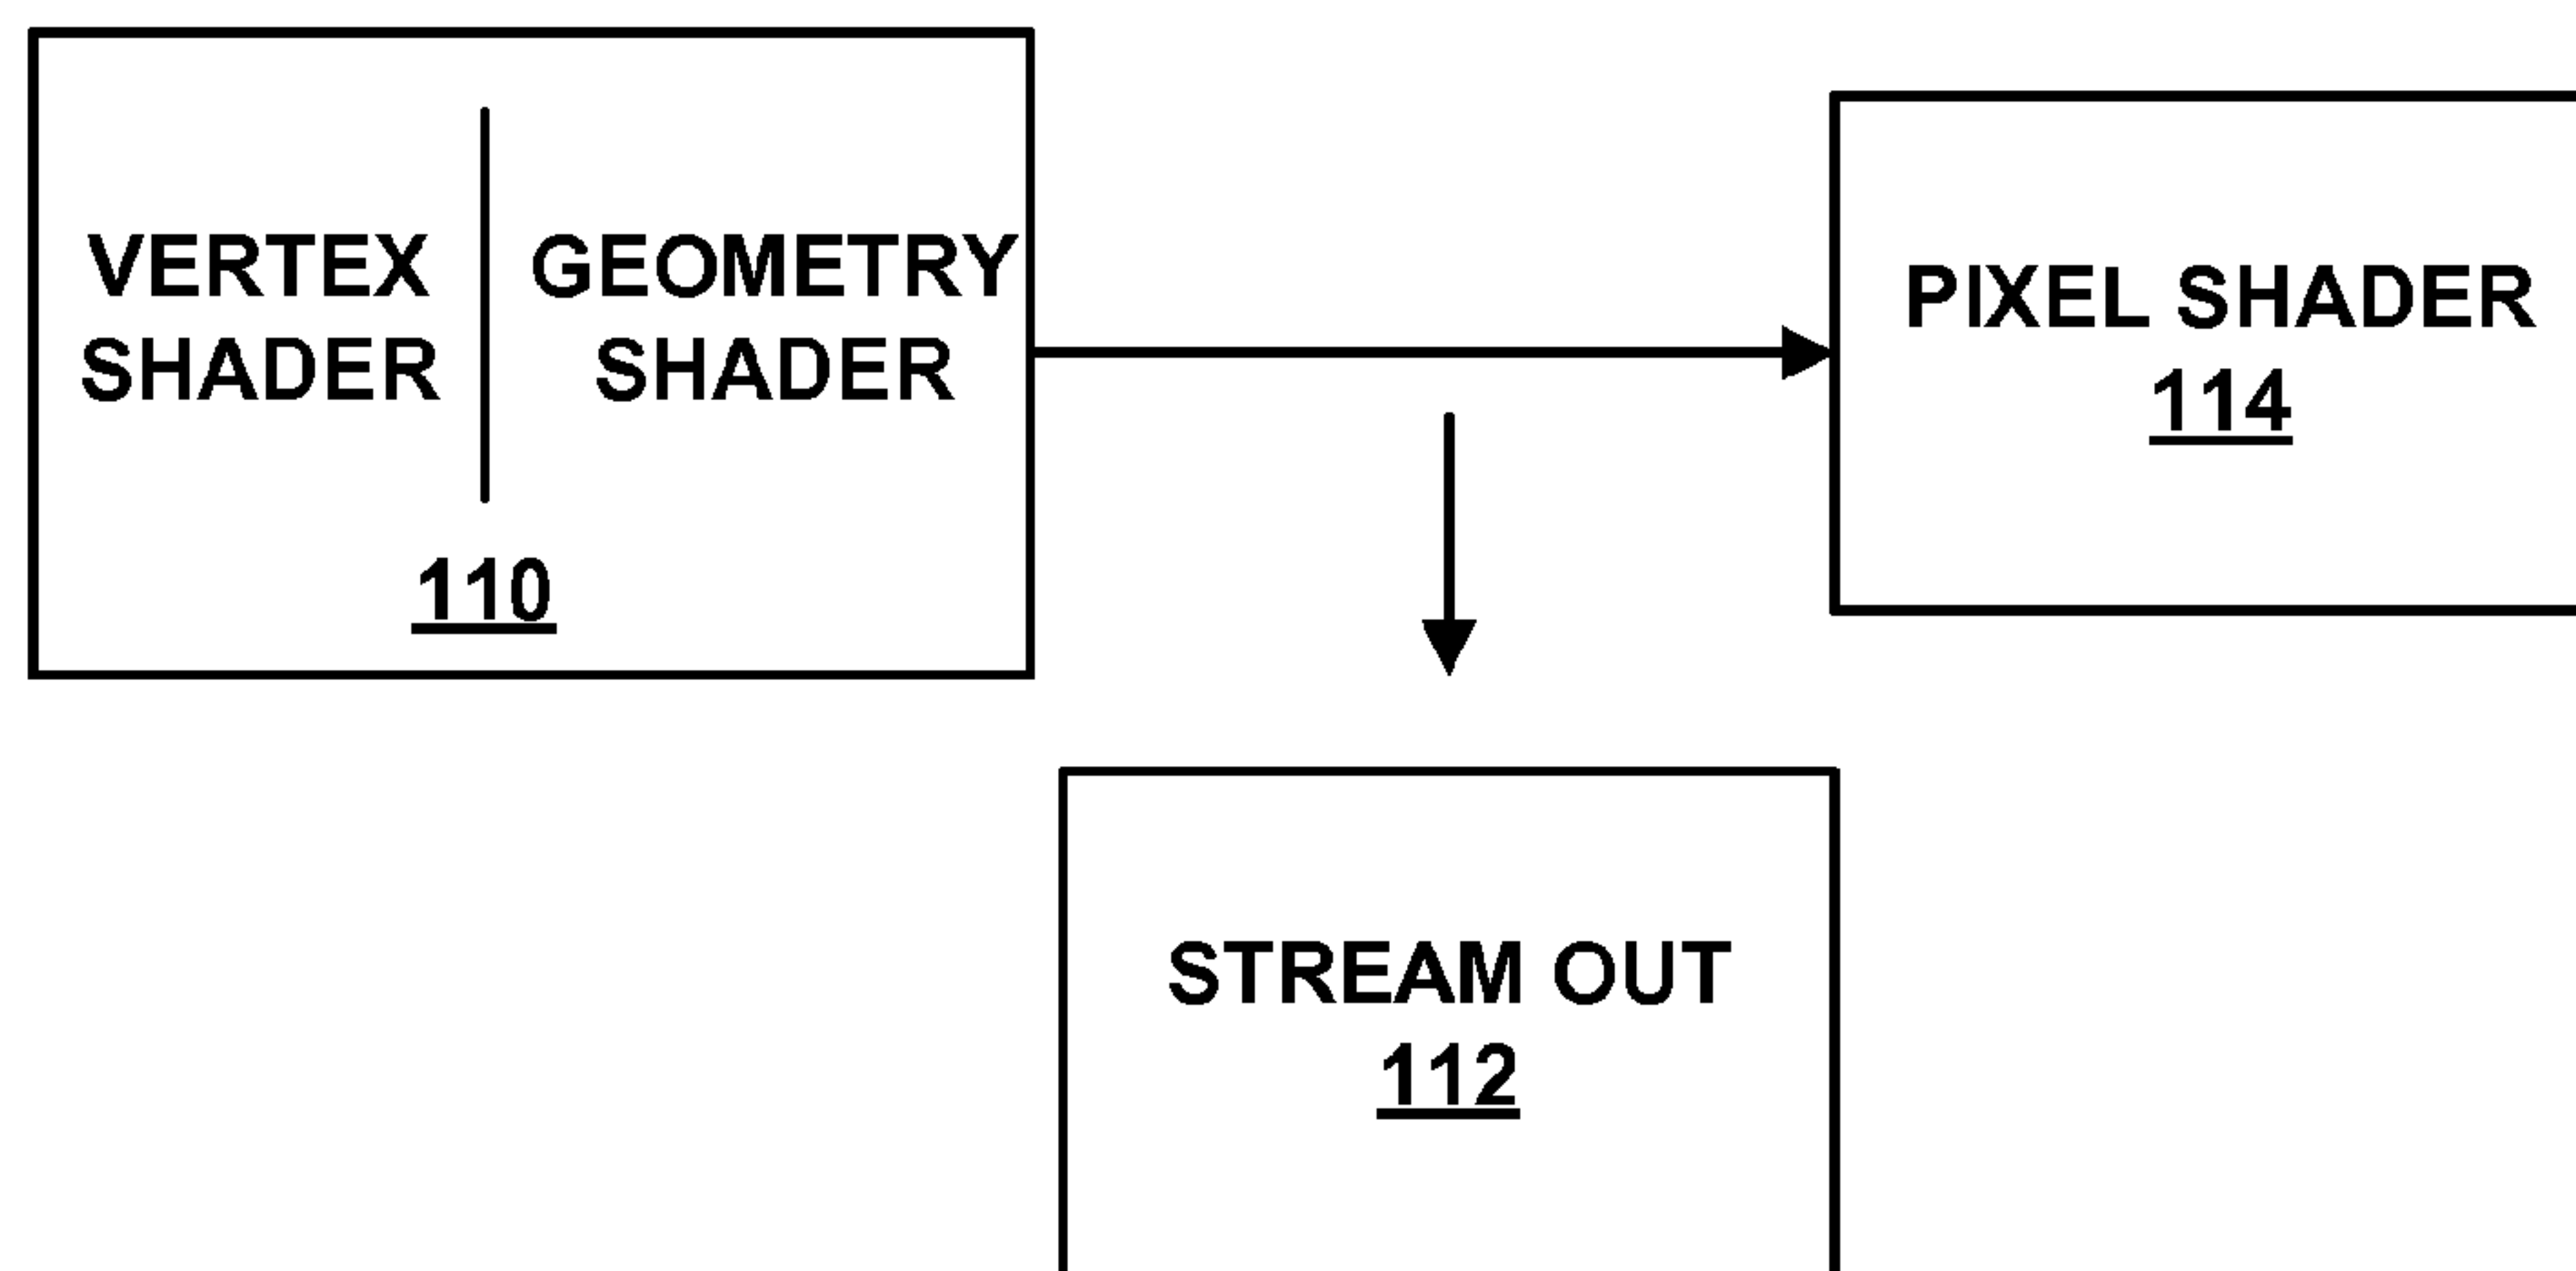 VERTEX
SHADER
GEOMETRY
SHADER
110
PIXEL SHADER
114
STREAM OUT
112